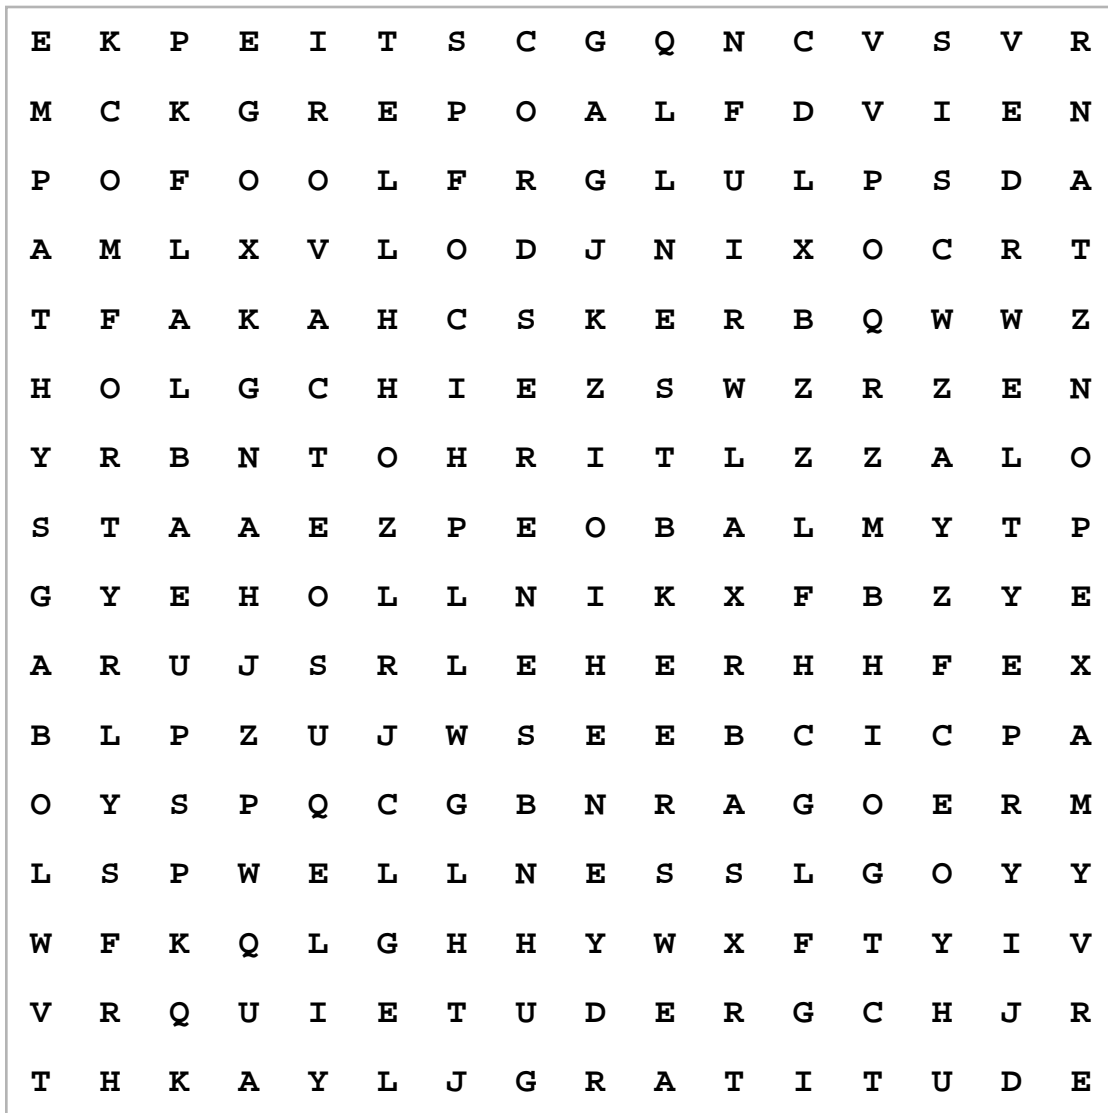 E K P E I T S C G Q N C V S V R
M C K G R E P O A L F D V I E N
P O F O O L F R G L U L P S D A
A M L X V L O D J N I X O C R T
T F A K A H C S K E R B Q W W Z
H O L G C H I E Z S W Z R Z E N
Y R B N T O H R I T L Z Z A L O
S T A A E Z P E O B A L M Y T P
G Y E H O L L N I K X F B Z Y E
A R U J S R L E H E R H H F E X
B L P Z U J W S E E B C I C P A
O Y S P Q C G B N R A G O E R M
L S P W E L L N E S S L G O Y Y
W F K Q L G H H Y W X F T Y I V
V R Q U I E T U D E R G C H J R
T H K A Y L J G R A T I T U D E